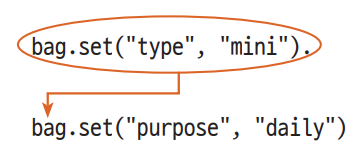 bag.set("type", "mini").
bag.set("purpose", "daily")